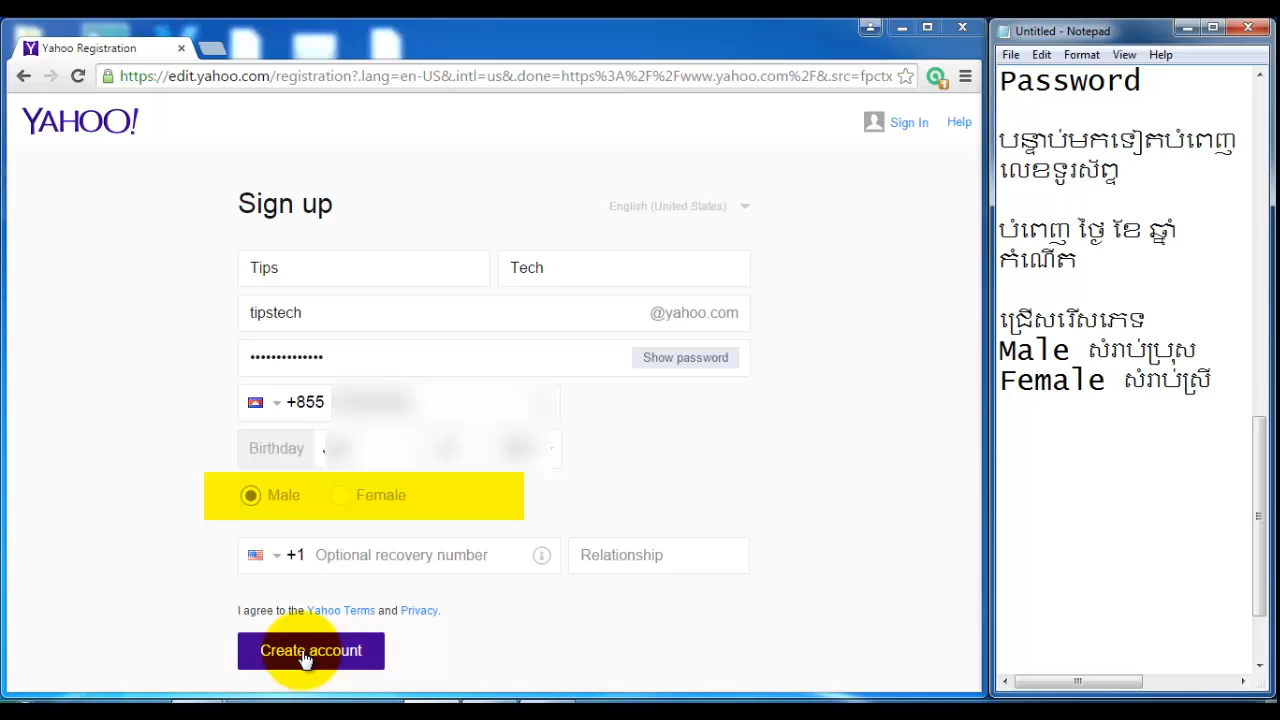 Yahoo Registration
https://edit.yahoo.com/registration?.lang=en-US&.intl=us&.done=https%3A%2F%2Fwww.yahoo.com%2F&.src=fpctx
YAHOO!
Sign In Help
Sign up
English (United States)
Tips Tech
tipstech @yahoo.com
Show password
+855
Birthday
Male Female
+1 Optional recovery number Relationship
I agree to the Yahoo Terms and Privacy.
Create account
Untitled - Notepad
File Edit Format View Help
Password
បន្ទាប់មកទៀតបំពេញ
លេខទូរស័ព្ទ
បំពេញ ថ្ងៃ ខែ ឆ្នាំ
កំណើត
ជ្រើសរើសភេទ
Male សំរាប់ប្រុស
Female សំរាប់ស្រី